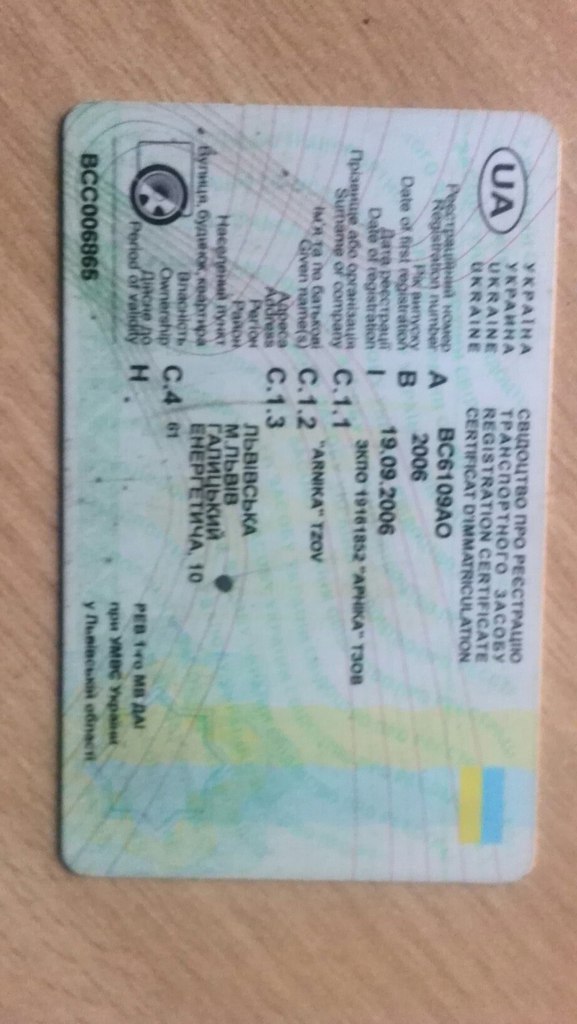 UA
УКРАЇНА
УКРАИНА
UKRAINE
UKRAINE
СВІДОЦТВО ПРО РЕЄСТРАЦІЮ
ТРАНСПОРТНОГО ЗАСОБУ
REGISTRATION CERTIFICATE
CERTIFICAT D'IMMATRICULATION
Реєстраційний номер
Registration number A BC6109AO
Рік випуску 2006
Date of first registration B
Дата реєстрації 19.09.2006
Date of registration I
Прізвище або організація ЗКПО 19161852 "АРНІКА" ТЗОВ
Surname or company C.1.1
Ім'я та по батькові "ARNIKA" TZOV
Given name(s) C.1.2
Адреса
Address C.1.3
Регіон ЛЬВІВСЬКА
Район М.ЛЬВІВ
Населений пункт ГАЛИЦЬКИЙ
Вулиця, будинок, квартира ЕНЕРГЕТИЧА, 10
Власність
Ownership C.4 61
Дійсне до
Period of validity H
РЕВ 1-го МВ ДАІ
при УМВС України
у Львівській області
BCC006865